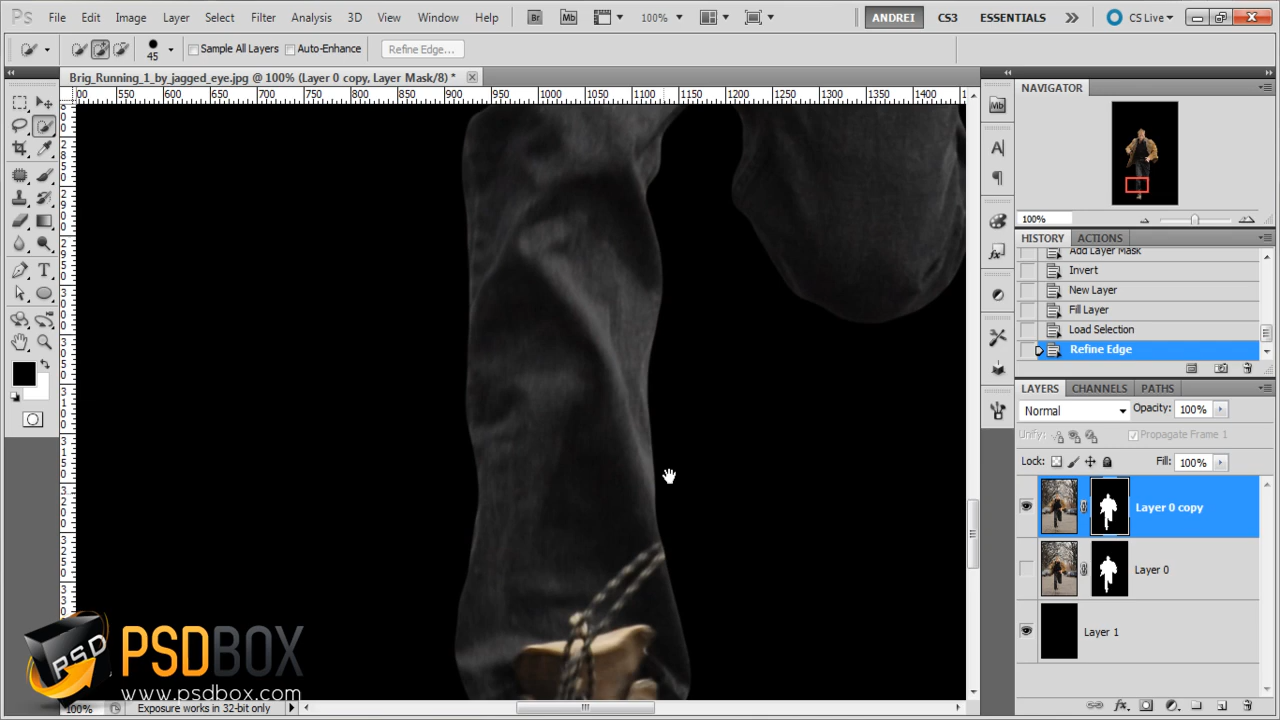 Ps File Edit Image Layer Select Filter Analysis 3D View Window Help Br Mb 100% ANDREI CS3 ESSENTIALS CS Live
45 Sample All Layers Auto-Enhance Refine Edge...
Brig_Running_1_by_jagged_eye.jpg @ 100% (Layer 0 copy, Layer Mask/8) *
00 550 600 650 700 750 800 850 900 950 1000 1050 1100 1150 1200 1250 1300 1350 1400
NAVIGATOR
100%
HISTORY ACTIONS
Add Layer Mask
Invert
New Layer
Fill Layer
Load Selection
Refine Edge
LAYERS CHANNELS PATHS
Normal Opacity: 100%
Unify: Propagate Frame 1
Lock: Fill: 100%
Layer 0 copy
Layer 0
Layer 1
PSD PSDBOX
www.psdbox.com
100% Exposure works in 32-bit only